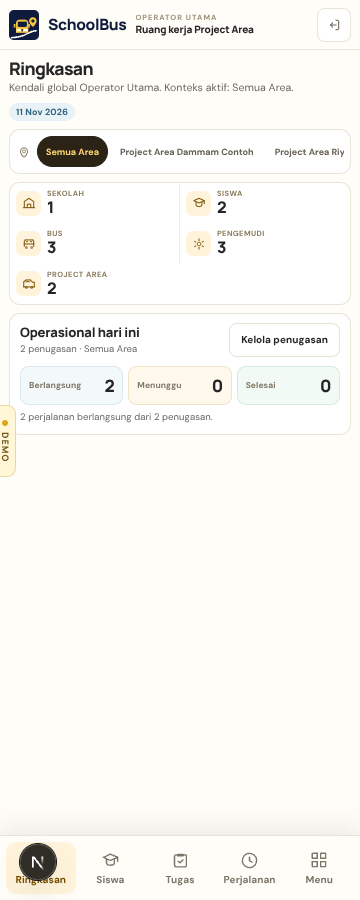 SchoolBus
OPERATOR UTAMA
Ruang kerja Project Area
Ringkasan
Kendali global Operator Utama. Konteks aktif: Semua Area.
11 Nov 2026
Semua Area
Project Area Dammam Contoh
Project Area Riy
SEKOLAH
1
SISWA
2
BUS
3
PENGEMUDI
3
PROJECT AREA
2
Operasional hari ini
2 penugasan · Semua Area
Kelola penugasan
Berlangsung 2
Menunggu 0
Selesai 0
2 perjalanan berlangsung dari 2 penugasan.
DEMO
N
Ringkasan
Siswa
Tugas
Perjalanan
Menu